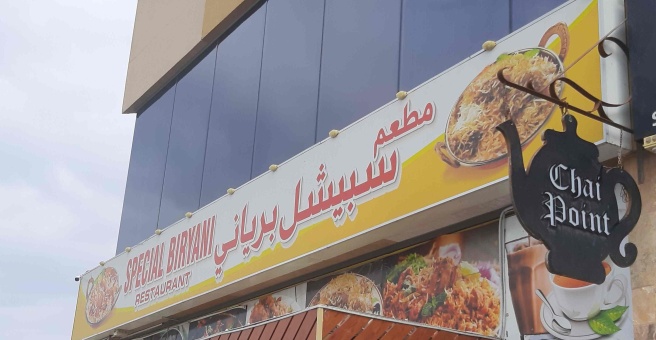 مطعم
سبيشل برياني
SPECIAL BIRYANI
RESTAURANT
Chai
Point